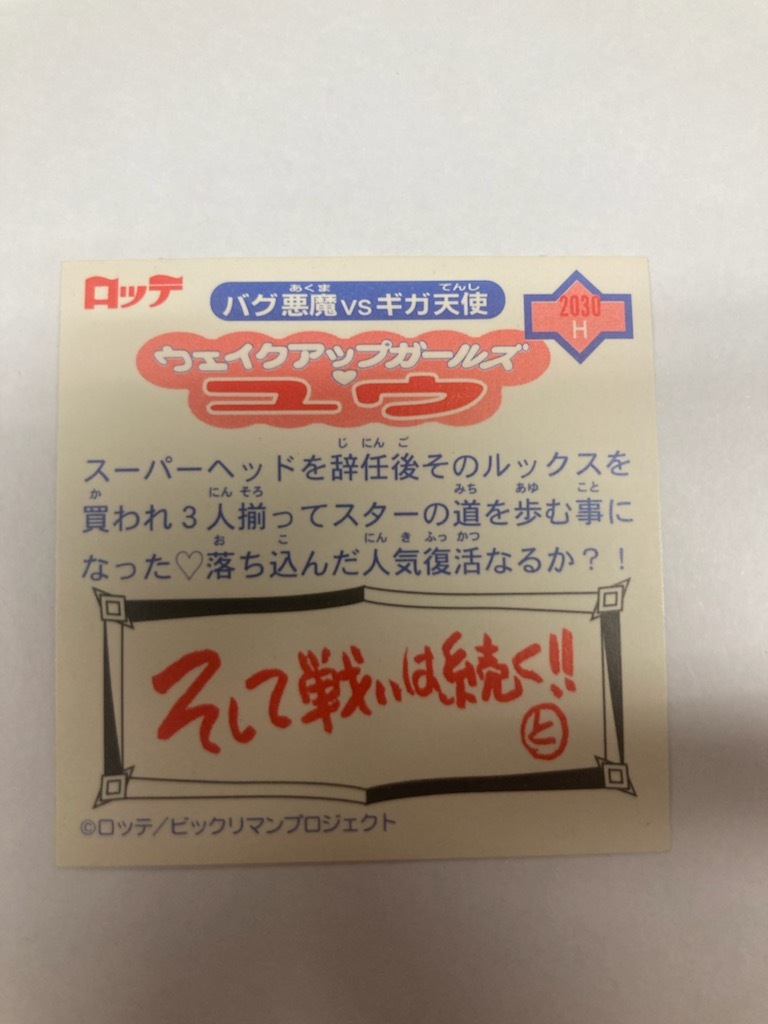 ロッテ
バグ悪魔vsギガ天使
あくま てんし
2030
H
ウェイクアップガールズ
ユウ
じにんご
スーパーヘッドを辞任後そのルックスを
か にんそろ みち あゆ こと
買われ3人揃ってスターの道を歩む事に
お こ にんきふっかつ
なった♡落ち込んだ人気復活なるか?!
そして戦いは続く!!
と
©ロッテ/ビックリマンプロジェクト